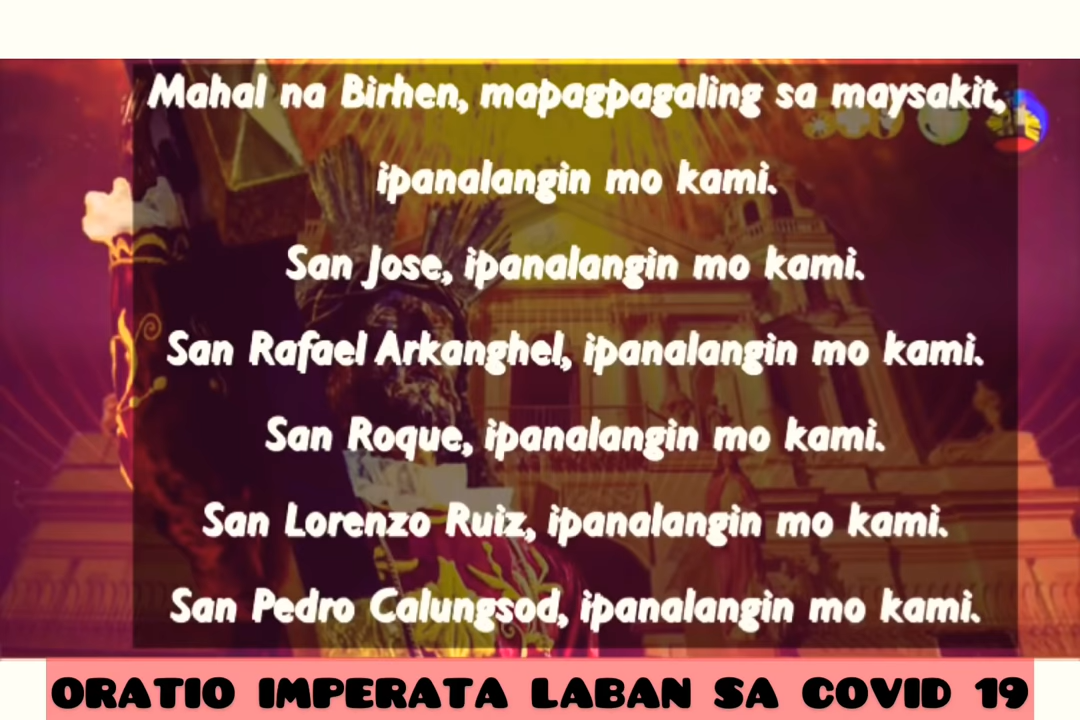 Mahal na Birhen, mapagpagaling sa maysakit,
ipanalangin mo kami.
San Jose, ipanalangin mo kami.
San Rafael Arkanghel, ipanalangin mo kami.
San Roque, ipanalangin mo kami.
San Lorenzo Ruiz, ipanalangin mo kami.
San Pedro Calungsod, ipanalangin mo kami.
ORATIO IMPERATA LABAN SA COVID 19